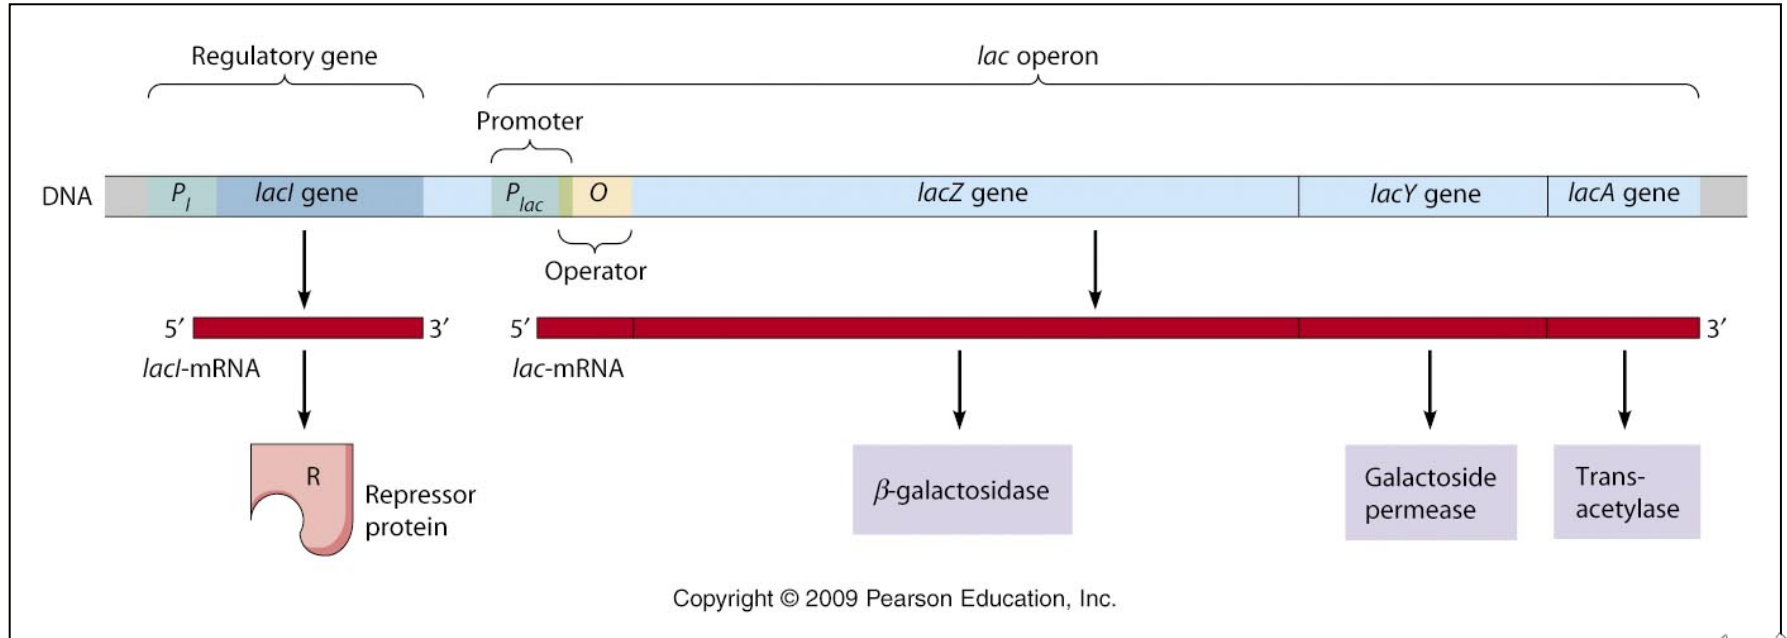 Regulatory gene
lac operon
Promoter
DNA
P_I
lacI gene
P_lac
O
lacZ gene
lacY gene
lacA gene
Operator
5′
3′
5′
3′
lacI-mRNA
lac-mRNA
R
Repressor
protein
β-galactosidase
Galactoside
permease
Trans-
acetylase
Copyright © 2009 Pearson Education, Inc.